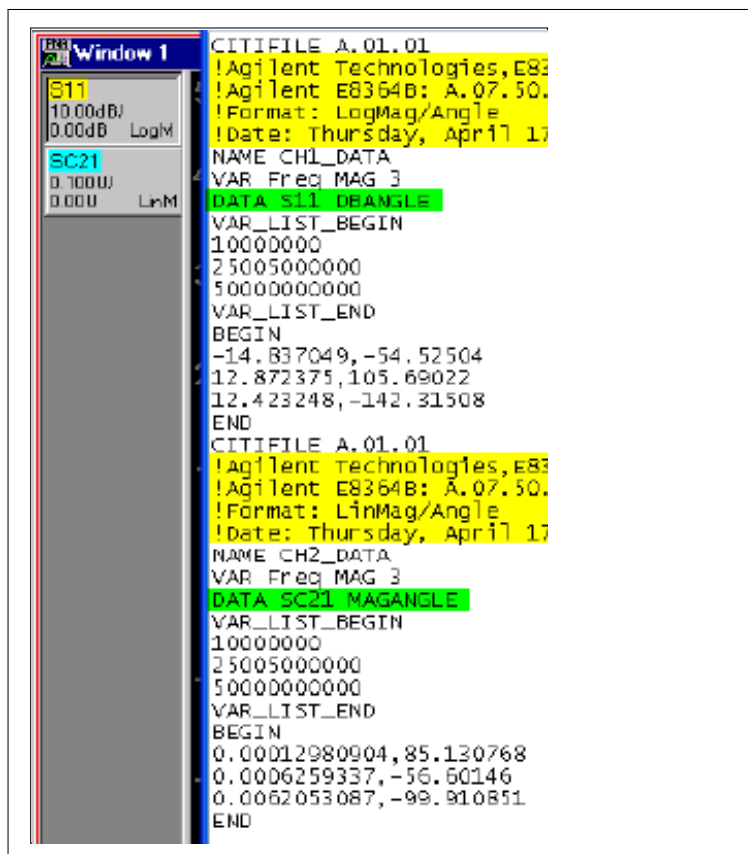 Window 1
S11
10.00dB/
0.00dB LogM
SC21
0.100U/
0.00U LinM
CITIFILE A.01.01
!Agilent Technologies,E83
!Agilent E8364B: A.07.50.
!Format: LogMag/Angle
!Date: Thursday, April 17
NAME CH1_DATA
VAR Freq MAG 3
DATA S11 DBANGLE
VAR_LIST_BEGIN
10000000
25005000000
50000000000
VAR_LIST_END
BEGIN
-14.837049,-54.52504
12.872375,105.69022
12.423248,-142.31508
END
CITIFILE A.01.01
!Agilent Technologies,E83
!Agilent E8364B: A.07.50.
!Format: LinMag/Angle
!Date: Thursday, April 17
NAME CH2_DATA
VAR Freq MAG 3
DATA SC21 MAGANGLE
VAR_LIST_BEGIN
10000000
25005000000
50000000000
VAR_LIST_END
BEGIN
0.00012980904,85.130768
0.0006259337,-56.60146
0.0062053087,-99.910851
END